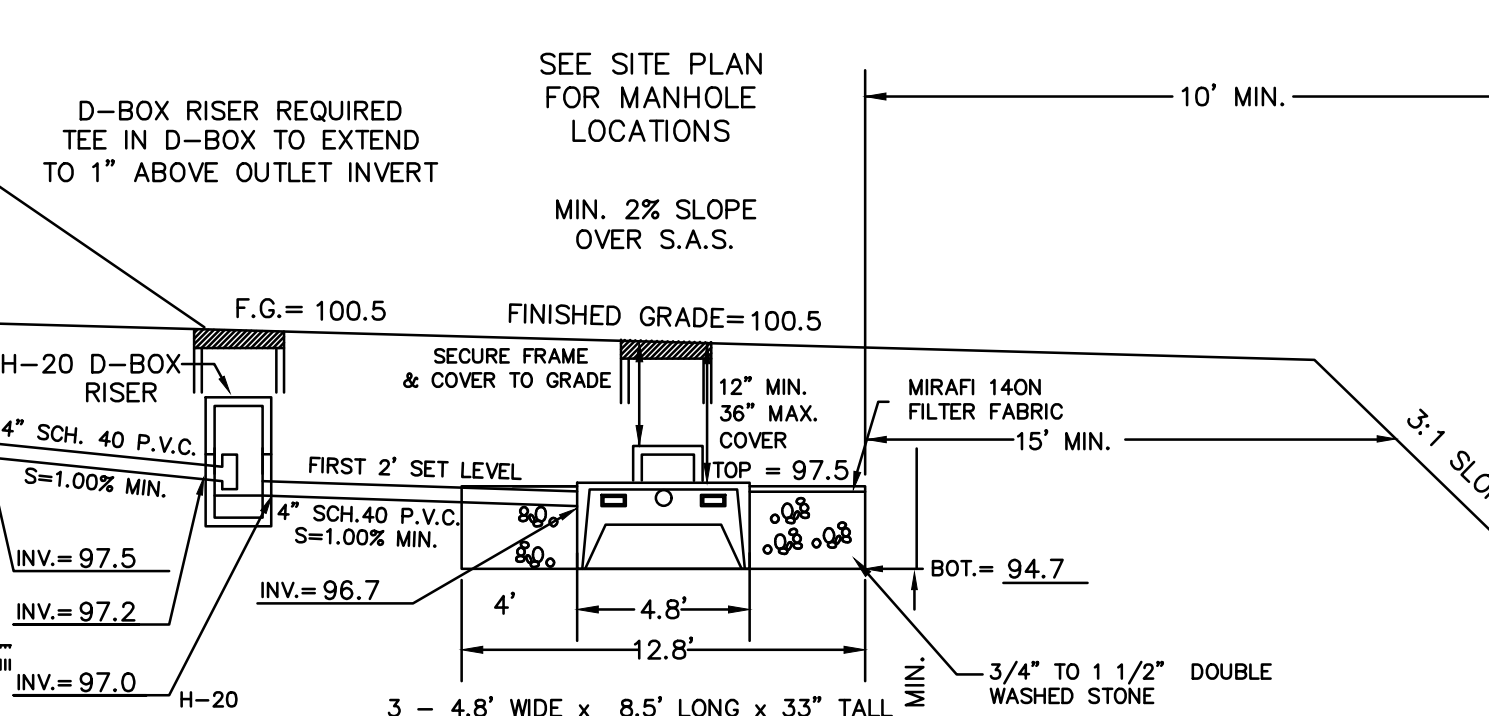 SEE SITE PLAN
FOR MANHOLE
LOCATIONS
10' MIN.
D-BOX RISER REQUIRED
TEE IN D-BOX TO EXTEND
TO 1" ABOVE OUTLET INVERT
MIN. 2% SLOPE
OVER S.A.S.
F.G.= 100.5
FINISHED GRADE=100.5
SECURE FRAME
& COVER TO GRADE
H-20 D-BOX
RISER
12" MIN.
36" MAX.
COVER
MIRAFI 140N
FILTER FABRIC
15' MIN.
3:1
4" SCH. 40 P.V.C.
S=1.00% MIN.
FIRST 2' SET LEVEL
TOP = 97.5
4" SCH.40 P.V.C.
S=1.00% MIN.
INV.= 97.5
INV.= 96.7
BOT.= 94.7
INV.= 97.2
4'
4.8'
12.8'
INV.= 97.0
H-20
MIN.
3/4" TO 1 1/2" DOUBLE
WASHED STONE
3 - 4.8' WIDE x 8.5' LONG x 33" TALL